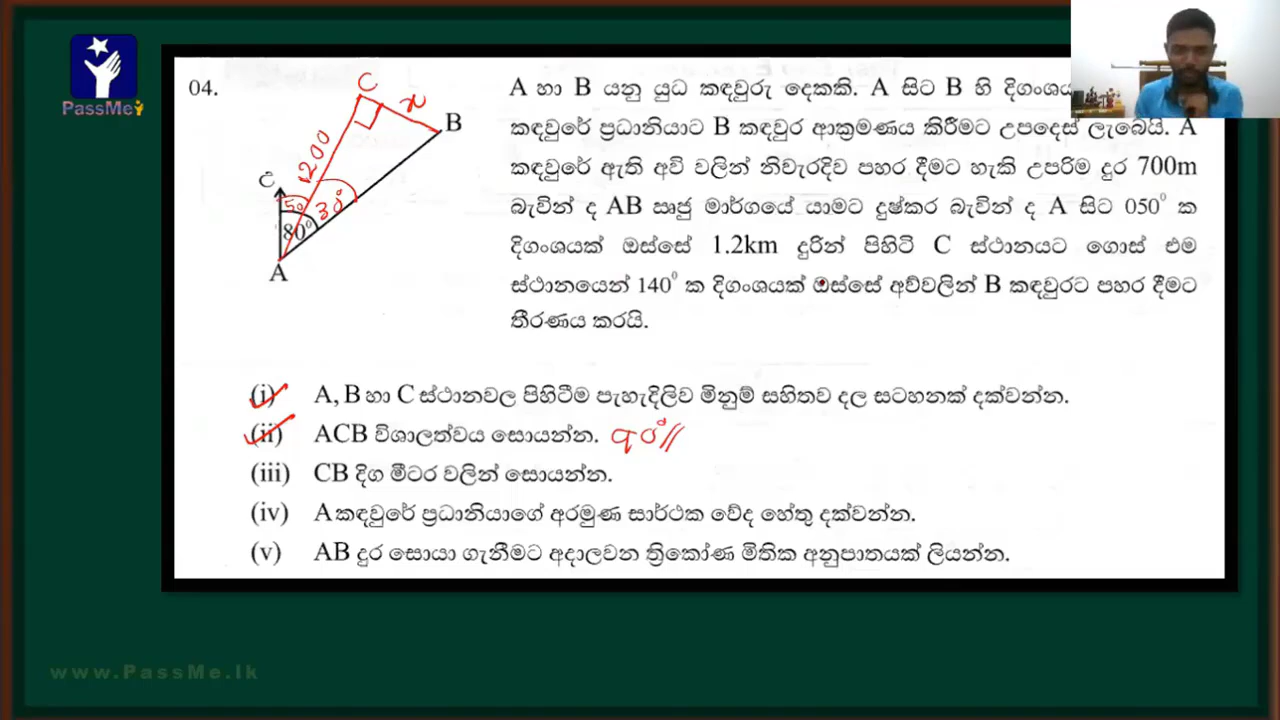 PassMe
04.
A හා B යනු යුධ කඳවුරු දෙකකි. A සිට B හි දිගංශය
කඳවුරේ ප්‍රධානියාට B කඳවුර ආක්‍රමණය කිරීමට උපදෙස් ලැබෙයි. A
කඳවුරේ ඇති අවි වලින් නිවැරදිව පහර දීමට හැකි උපරිම දුර 700m
බැවින් ද AB සෘජු මාර්ගයේ යාමට දුෂ්කර බැවින් ද A සිට 050⁰ ක
දිගංශයක් ඔස්සේ 1.2km දුරින් පිහිටි C ස්ථානයට ගොස් එම
ස්ථානයෙන් 140⁰ ක දිගංශයක් ඔස්සේ අව්වලින් B කඳවුරට පහර දීමට
තීරණය කරයි.
C
x
B
1200
උ
50
30°
80°
A
(i) A, B හා C ස්ථානවල පිහිටීම පැහැදිලිව මිනුම් සහිතව දල සටහනක් දක්වන්න.
(ii) ACB විශාලත්වය සොයන්න. 90°//
(iii) CB දිග මීටර වලින් සොයන්න.
(iv) A කඳවුරේ ප්‍රධානියාගේ අරමුණ සාර්ථක වේද හේතු දක්වන්න.
(v) AB දුර සොයා ගැනීමට අදාලවන ත්‍රිකෝණ මිතික අනුපාතයක් ලියන්න.
www.PassMe.lk